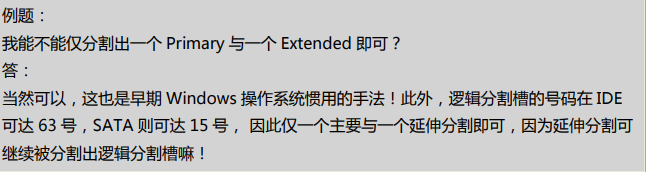 例题：
我能不能仅分割出一个 Primary 与一个 Extended 即可？
答：
当然可以，这也是早期 Windows 操作系统惯用的手法！此外，逻辑分割槽的号码在 IDE
可达 63 号，SATA 则可达 15 号， 因此仅一个主要与一个延伸分割即可，因为延伸分割可
继续被分割出逻辑分割槽嘛！